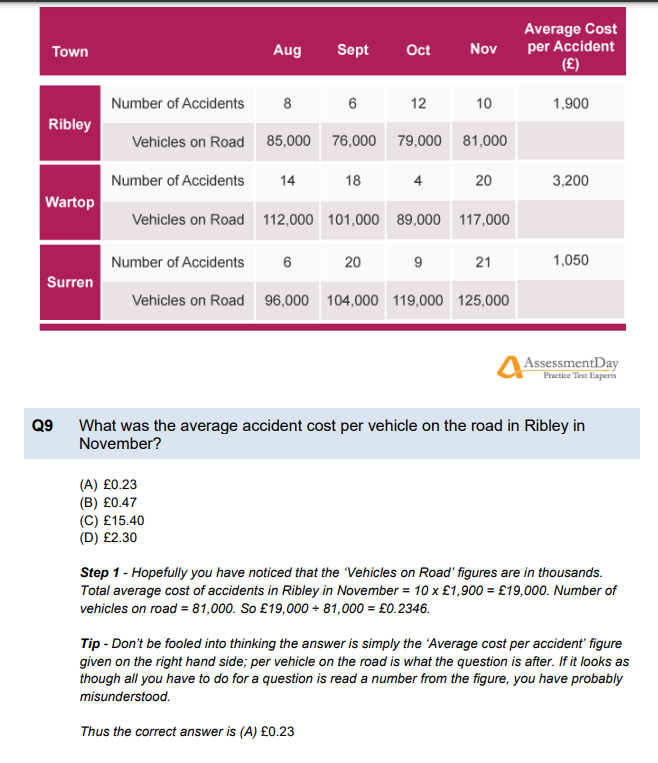 Town Aug Sept Oct Nov Average Cost per Accident (£)
Ribley Number of Accidents 8 6 12 10 1,900
Vehicles on Road 85,000 76,000 79,000 81,000
Wartop Number of Accidents 14 18 4 20 3,200
Vehicles on Road 112,000 101,000 89,000 117,000
Surren Number of Accidents 6 20 9 21 1,050
Vehicles on Road 96,000 104,000 119,000 125,000
AssessmentDay
Practice Test Experts
Q9 What was the average accident cost per vehicle on the road in Ribley in
November?
(A) £0.23
(B) £0.47
(C) £15.40
(D) £2.30
Step 1 - Hopefully you have noticed that the ‘Vehicles on Road’ figures are in thousands.
Total average cost of accidents in Ribley in November = 10 x £1,900 = £19,000. Number of
vehicles on road = 81,000. So £19,000 ÷ 81,000 = £0.2346.
Tip - Don’t be fooled into thinking the answer is simply the ‘Average cost per accident’ figure
given on the right hand side; per vehicle on the road is what the question is after. If it looks as
though all you have to do for a question is read a number from the figure, you have probably
misunderstood.
Thus the correct answer is (A) £0.23